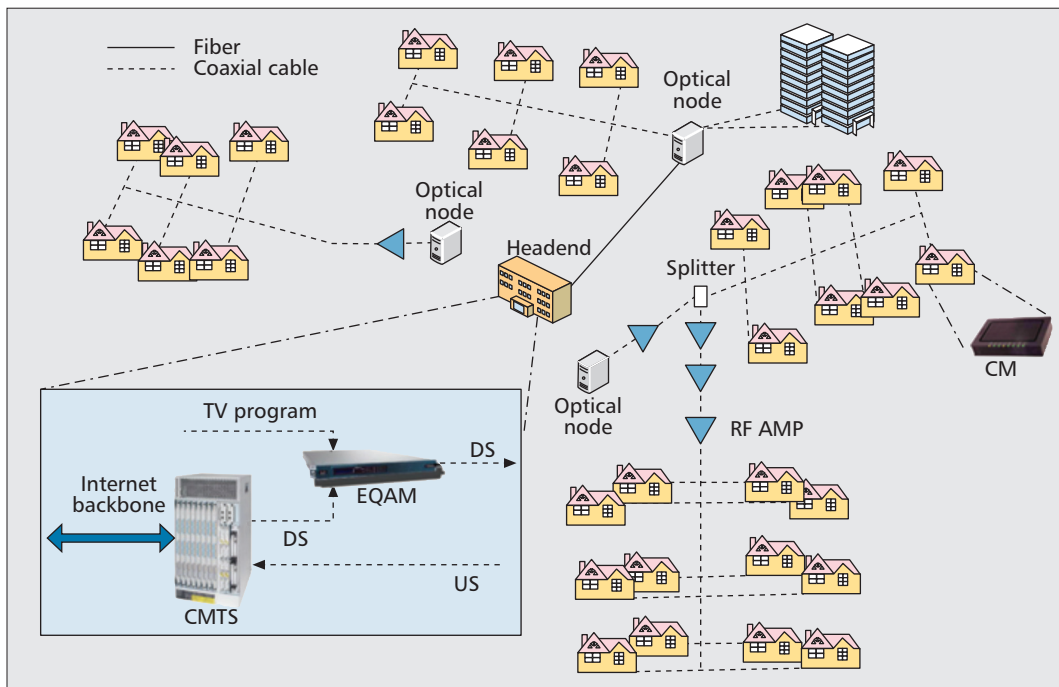 Fiber
Coaxial cable
Optical
node
Optical
node
Headend
Splitter
CM
Optical
node
RF AMP
TV program
DS
EQAM
Internet
backbone
DS
US
CMTS